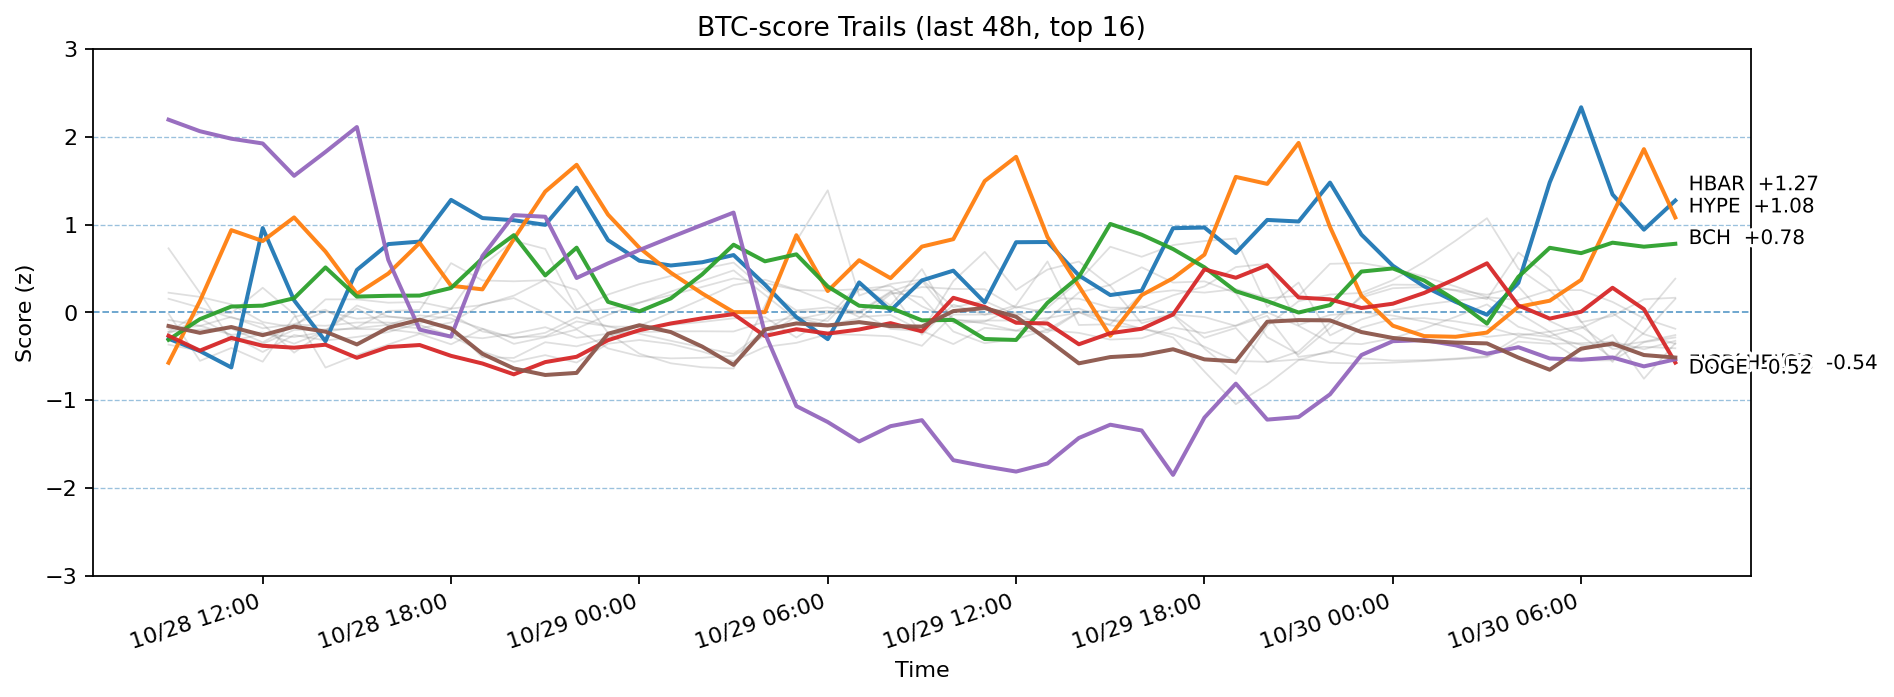 BTC-score Trails (last 48h, top 16)
3
2
1
0
−1
−2
−3
Score (z)
HBAR +1.27
HYPE +1.08
BCH +0.78
-0.54
DOGE -0.52
10/28 12:00
10/28 18:00
10/29 00:00
10/29 06:00
10/29 12:00
10/29 18:00
10/30 00:00
10/30 06:00
Time